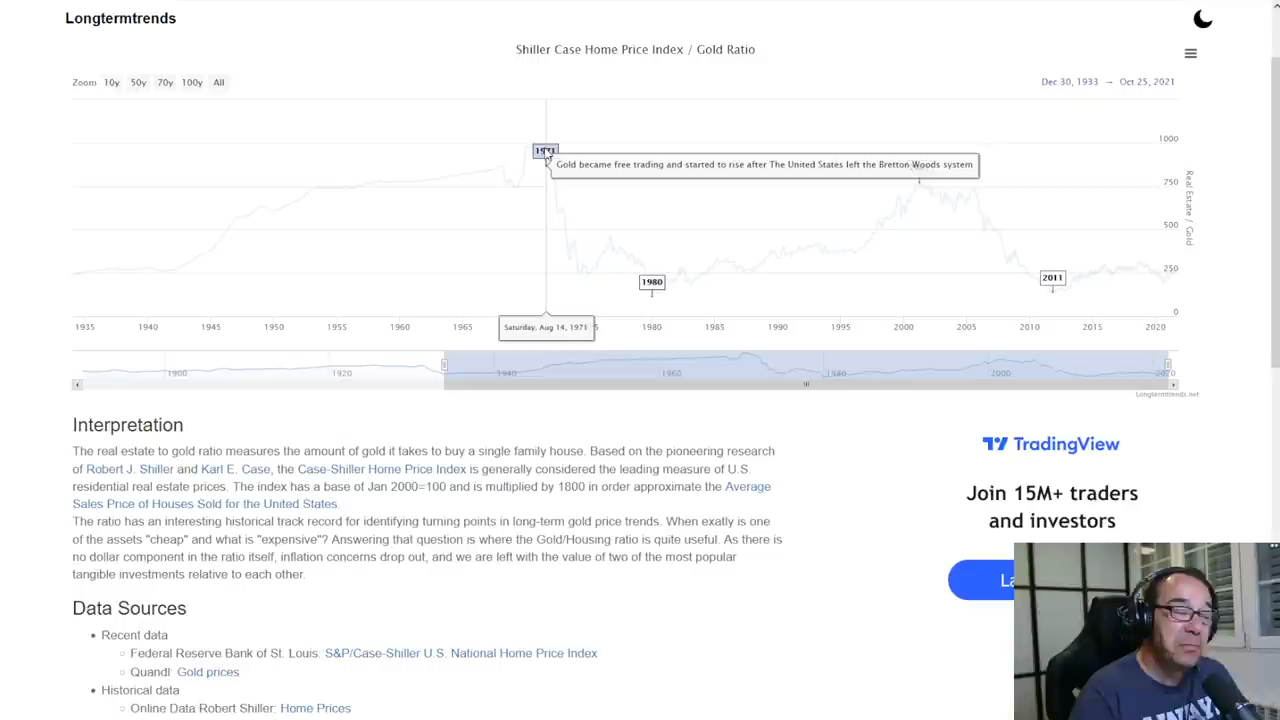 Longtermtrends
Shiller Case Home Price Index / Gold Ratio
Zoom 10y 50y 70y 100y All
Dec 30, 1933 → Oct 25, 2021
1000
1971
Gold became free trading and started to rise after The United States left the Bretton-Woods system
750
Real Estate / Gold
500
250
1980
2011
0
1935 1940 1945 1950 1955 1960 1965 Saturday, Aug 14, 1971 5 1980 1985 1990 1995 2000 2005 2010 2015 2020
1900 1920 1940 1960 1980 2000 2020
Longtermtrends.net
Interpretation
The real estate to gold ratio measures the amount of gold it takes to buy a single family house. Based on the pioneering research
of Robert J. Shiller and Karl E. Case, the Case-Shiller Home Price Index is generally considered the leading measure of U.S.
residential real estate prices. The index has a base of Jan 2000=100 and is multiplied by 1800 in order approximate the Average
Sales Price of Houses Sold for the United States.
The ratio has an interesting historical track record for identifying turning points in long-term gold price trends. When exatly is one
of the assets "cheap" and what is "expensive"? Answering that question is where the Gold/Housing ratio is quite useful. As there is
no dollar component in the ratio itself, inflation concerns drop out, and we are left with the value of two of the most popular
tangible investments relative to each other.
TradingView
Join 15M+ traders
and investors
La
Data Sources
Recent data
Federal Reserve Bank of St. Louis: S&P/Case-Shiller U.S. National Home Price Index
Quandl: Gold prices
Historical data
Online Data Robert Shiller: Home Prices